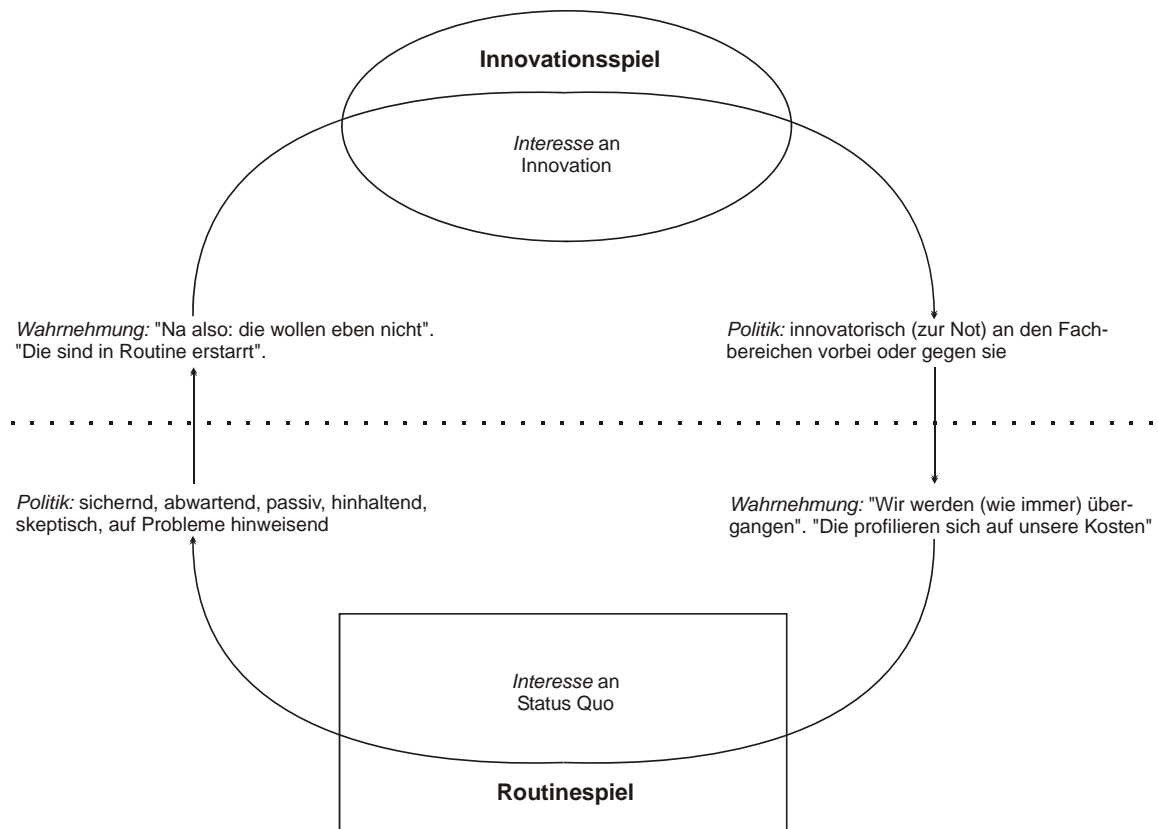 Innovationsspiel
Interesse an
Innovation
Wahrnehmung: "Na also: die wollen eben nicht".
"Die sind in Routine erstarrt".
Politik: innovatorisch (zur Not) an den Fach-
bereichen vorbei oder gegen sie
Politik: sichernd, abwartend, passiv, hinhaltend,
skeptisch, auf Probleme hinweisend
Wahrnehmung: "Wir werden (wie immer) über-
gangen". "Die profilieren sich auf unsere Kosten"
Interesse an
Status Quo
Routinespiel